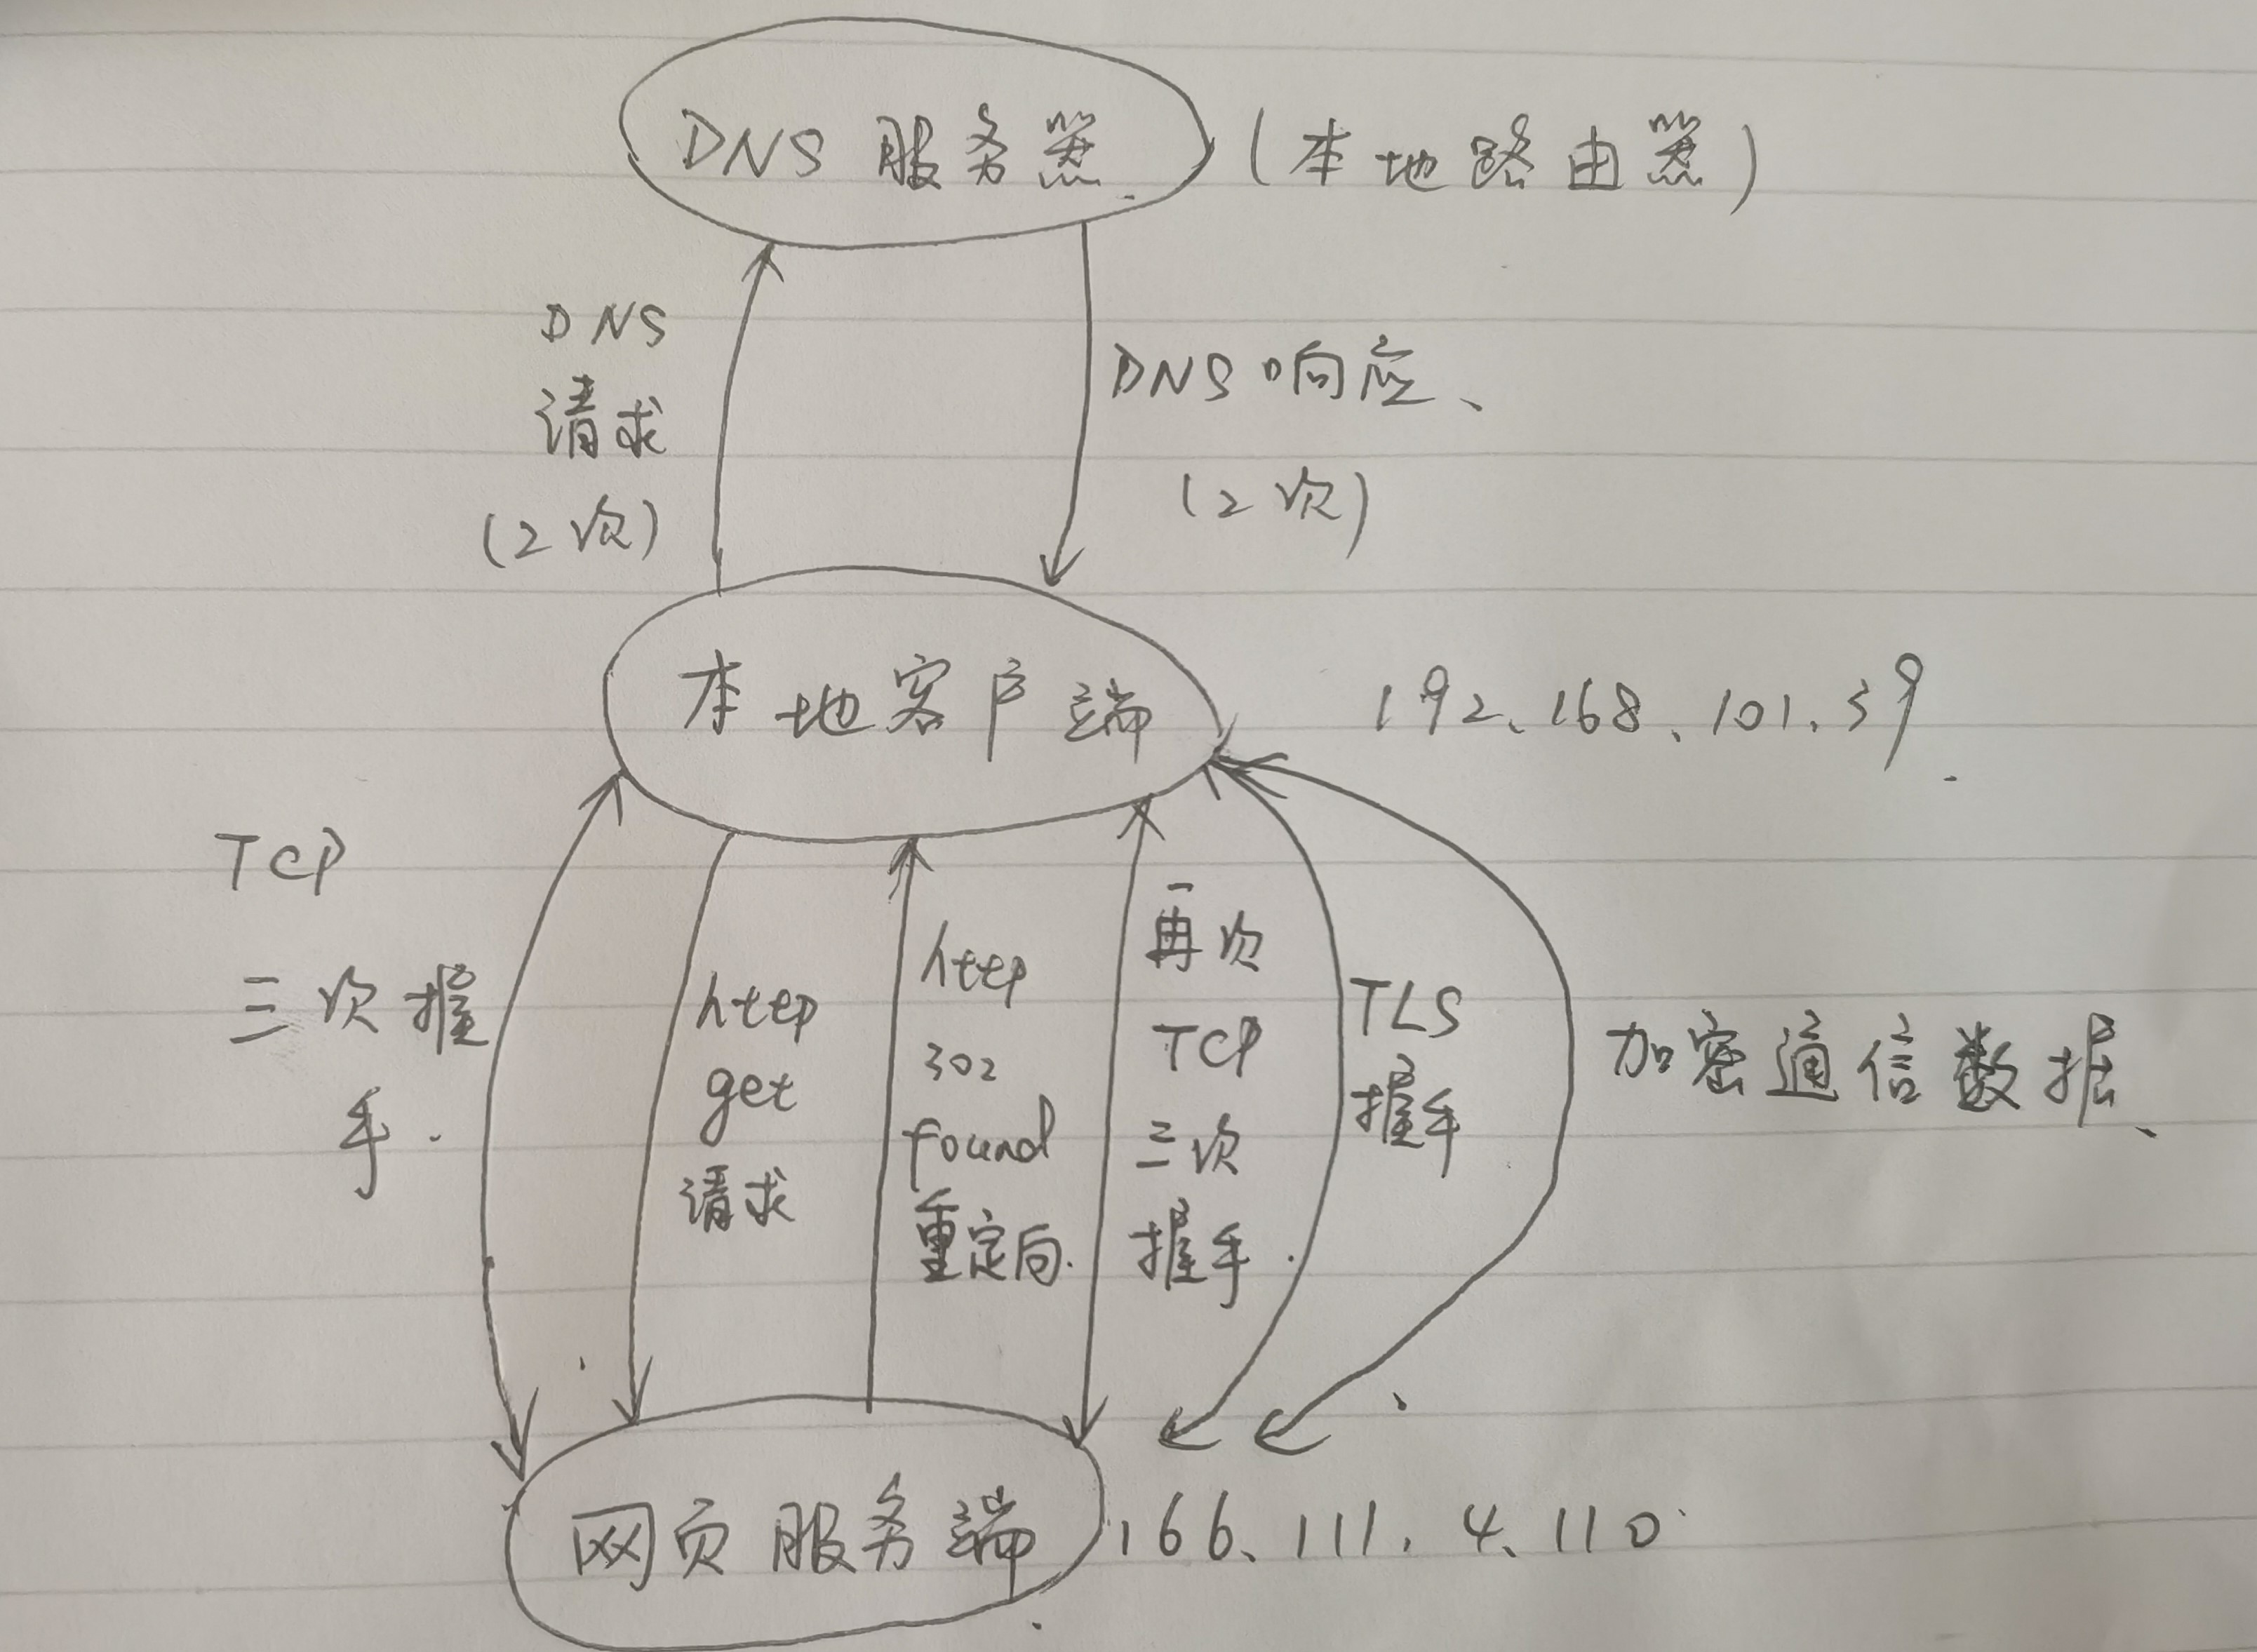 DNS 服务器
(本地路由器)
DNS
请求
(2次)
DNS 响应、
(2次)
本地客户端
192.168.101.39
TCP
三次握
手.
http
get
请求
http
302
found
重定向.
再次
TCP
三次
握手.
TLS
握手
加密通信数据、
网页服务端
166.111.4.110